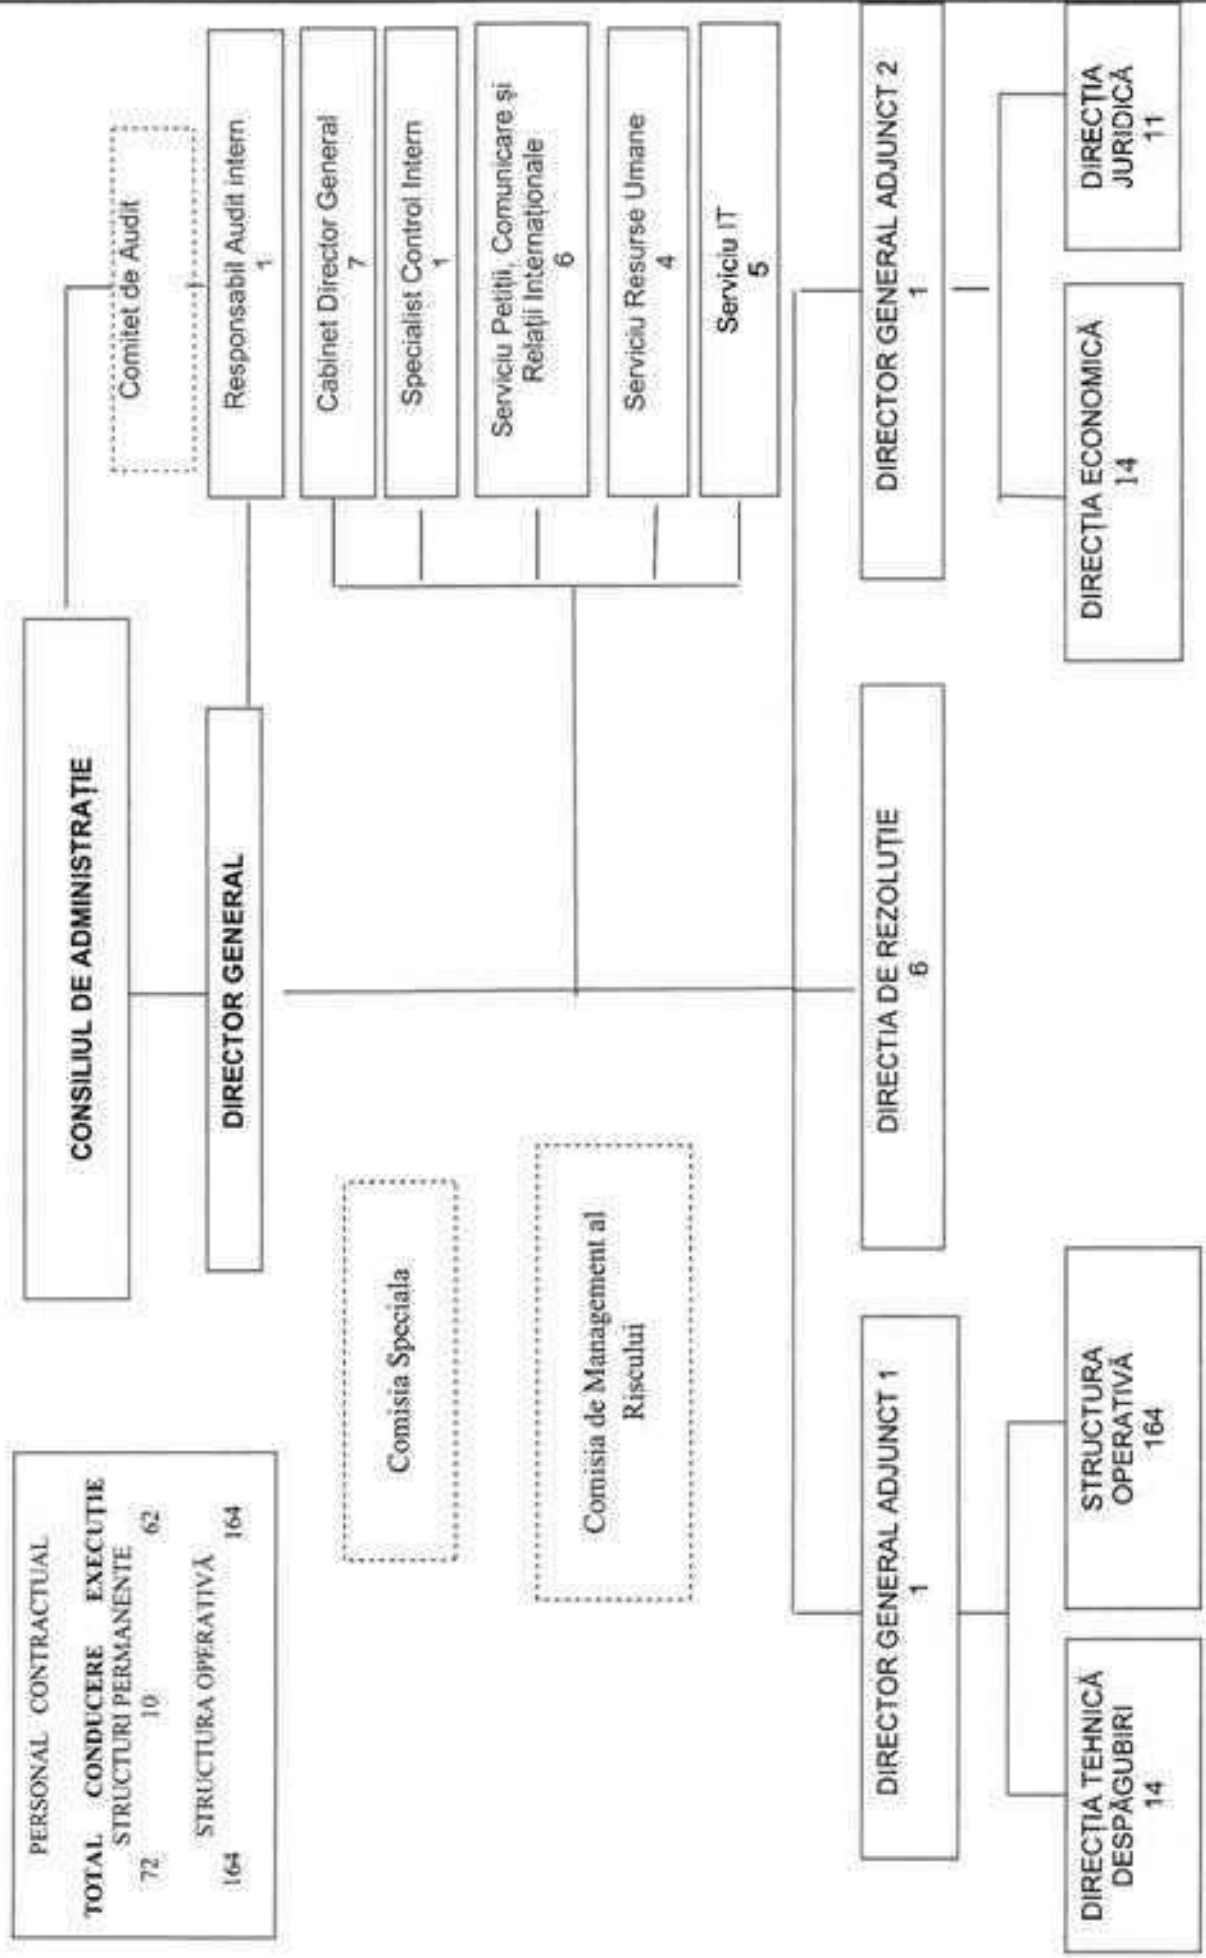 PERSONAL CONTRACTUAL
TOTAL CONDUCERE EXECUȚIE
STRUCTURI PERMANENTE
72 10 62
STRUCTURA OPERATIVĂ
164 164
CONSILIUL DE ADMINISTRAȚIE
Comitet de Audit
DIRECTOR GENERAL
Responsabil Audit intern
1
Cabinet Director General
7
Specialist Control Intern
1
Serviciu Petiții, Comunicare și
Relații Internaționale
6
Serviciu Resurse Umane
4
Serviciu IT
5
Comisia Speciala
Comisia de Management al
Riscului
DIRECTOR GENERAL ADJUNCT 1
1
DIRECTIA DE REZOLUȚIE
6
DIRECTOR GENERAL ADJUNCT 2
1
DIRECȚIA TEHNICĂ
DESPĂGUBIRI
14
STRUCTURA
OPERATIVĂ
164
DIRECȚIA ECONOMICĂ
14
DIRECȚIA
JURIDICĂ
11